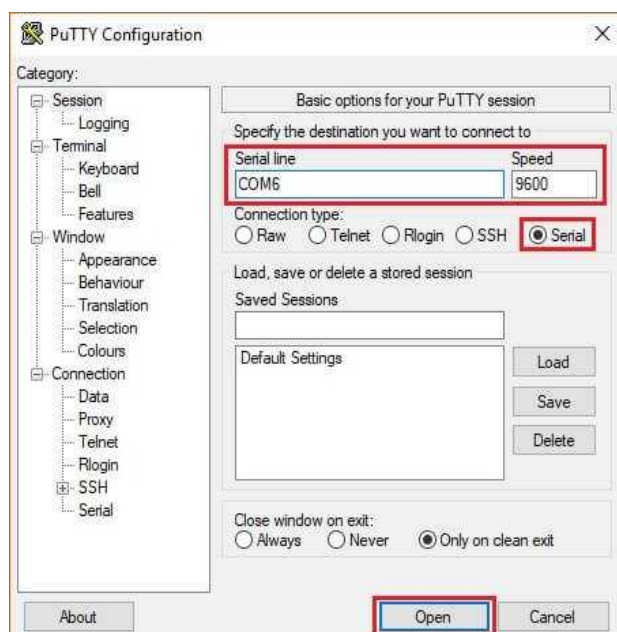 PuTTY Configuration
Category:
Session
Logging
Terminal
Keyboard
Bell
Features
Window
Appearance
Behaviour
Translation
Selection
Colours
Connection
Data
Proxy
Telnet
Rlogin
SSH
Serial
Basic options for your PuTTY session
Specify the destination you want to connect to
Serial line Speed
COM6 9600
Connection type:
Raw Telnet Rlogin SSH Serial
Load, save or delete a stored session
Saved Sessions
Default Settings
Load
Save
Delete
Close window on exit:
Always Never Only on clean exit
About Open Cancel